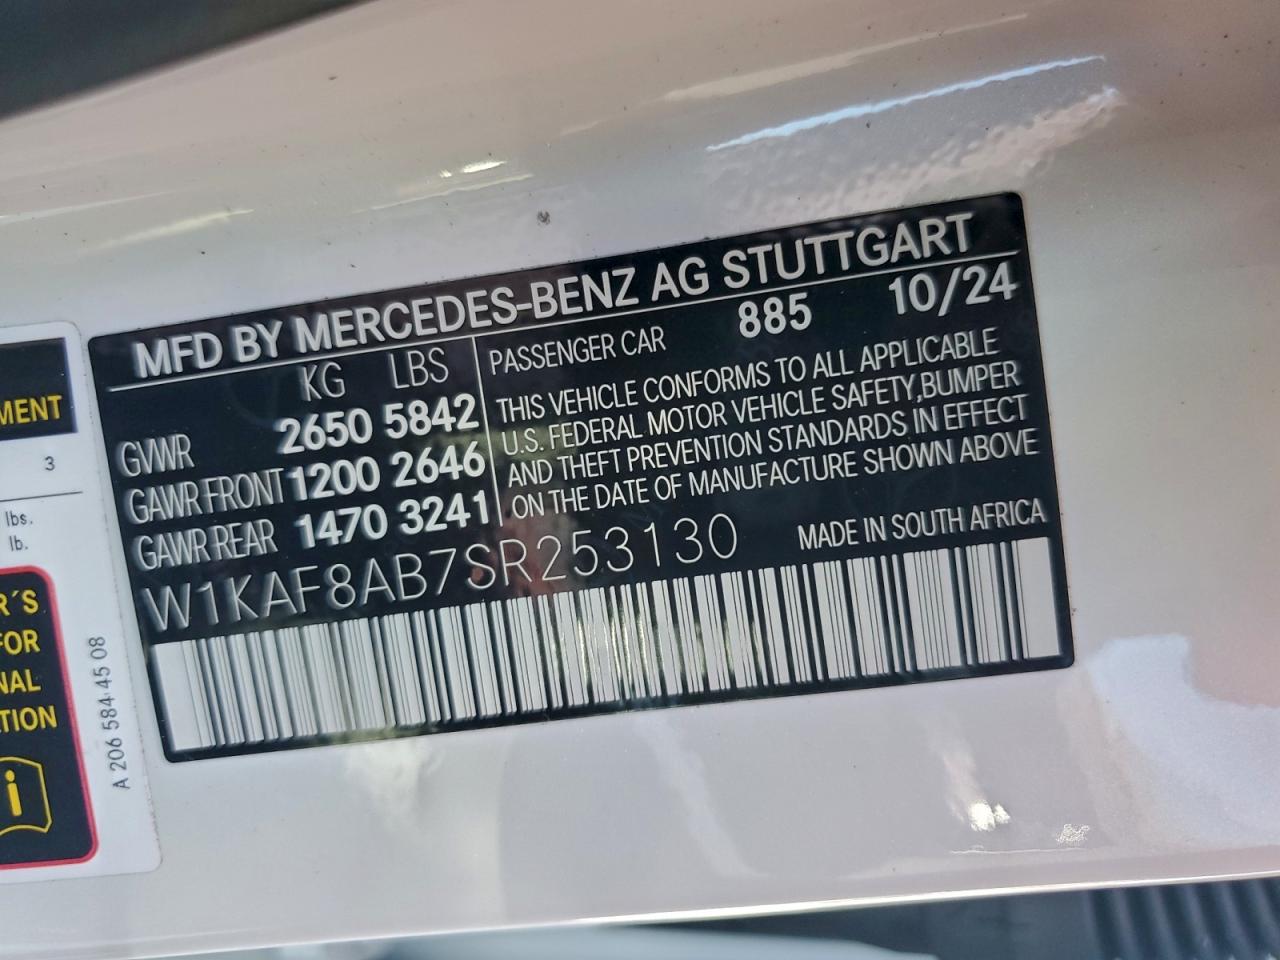 MFD BY MERCEDES-BENZ AG STUTTGART
KG LBS
GVWR 2650 5842
GAWR FRONT 1200 2646
GAWR REAR 1470 3241
PASSENGER CAR 885 10/24
THIS VEHICLE CONFORMS TO ALL APPLICABLE
U.S. FEDERAL MOTOR VEHICLE SAFETY,BUMPER
AND THEFT PREVENTION STANDARDS IN EFFECT
ON THE DATE OF MANUFACTURE SHOWN ABOVE
W1KAF8AB7SR253130
MADE IN SOUTH AFRICA
MENT
3
lbs.
lb.
R´S
FOR
NAL
TION
i
A 206 584 45 08